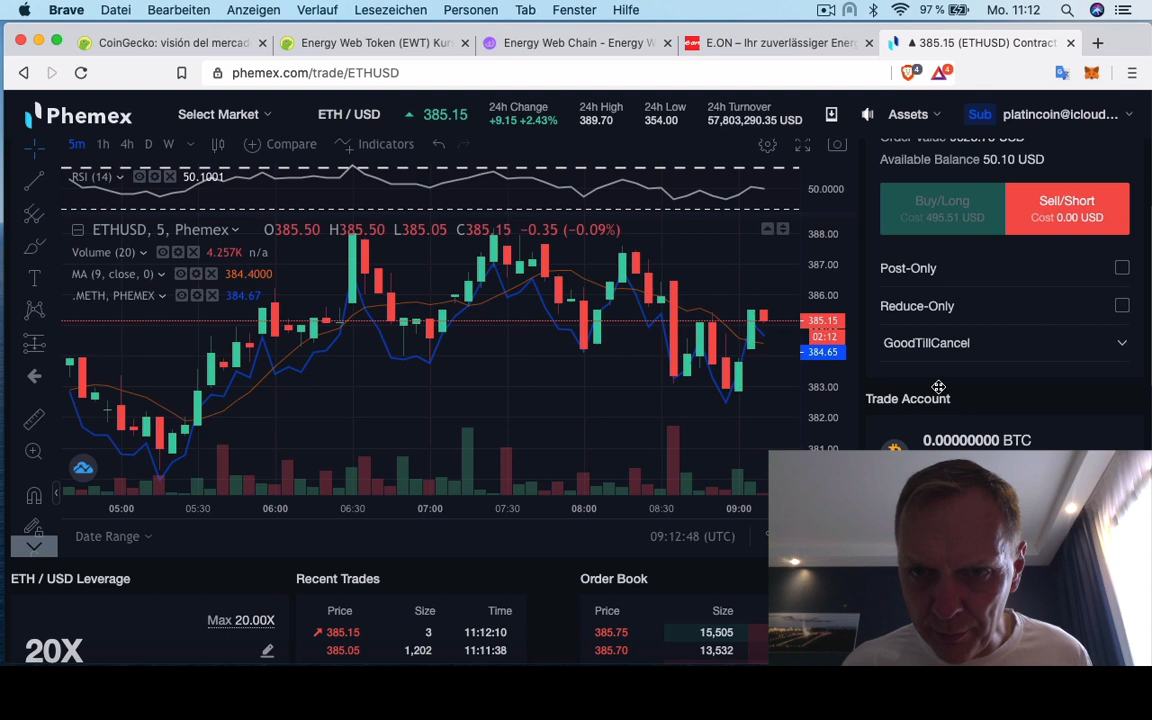 Brave Datei Bearbeiten Anzeigen Verlauf Lesezeichen Personen Tab Fenster Hilfe 97 % Mo. 11:12
CoinGecko: visión del mercad Energy Web Token (EWT) Kur Energy Web Chain - Energy W E.ON – Ihr zuverlässiger Ener ▲ 385.15 (ETHUSD) Contract
phemex.com/trade/ETHUSD 4 4
Phemex Select Market ETH / USD 385.15 24h Change 24h High 24h Low 24h Turnover Assets Sub platincoin@icloud...
+9.15 +2.43% 389.70 354.00 57,803,290.35 USD
5m 1h 4h D W Compare Indicators
Available Balance 50.10 USD
RSI (14) 50.1001
50.0000
Buy/Long Sell/Short
Cost 495.51 USD Cost 0.00 USD
ETHUSD, 5, Phemex O385.50 H385.50 L385.05 C385.15 −0.35 (−0.09%)
388.00
Volume (20) 4.257K n/a
387.00
MA (9, close, 0) 384.4000
Post-Only
.METH, PHEMEX 384.67
386.00
Reduce-Only
385.15
02:12
GoodTillCancel
384.65
383.00
Trade Account
382.00
0.00000000 BTC
381.00
05:00 05:30 06:00 06:30 07:00 07:30 08:00 08:30 09:00
Date Range 09:12:48 (UTC)
ETH / USD Leverage Recent Trades Order Book
Price Size Time Price Size
Max 20.00X
385.15 3 11:12:10 385.75 15,505
20X
385.05 1,202 11:11:38 385.70 13,532